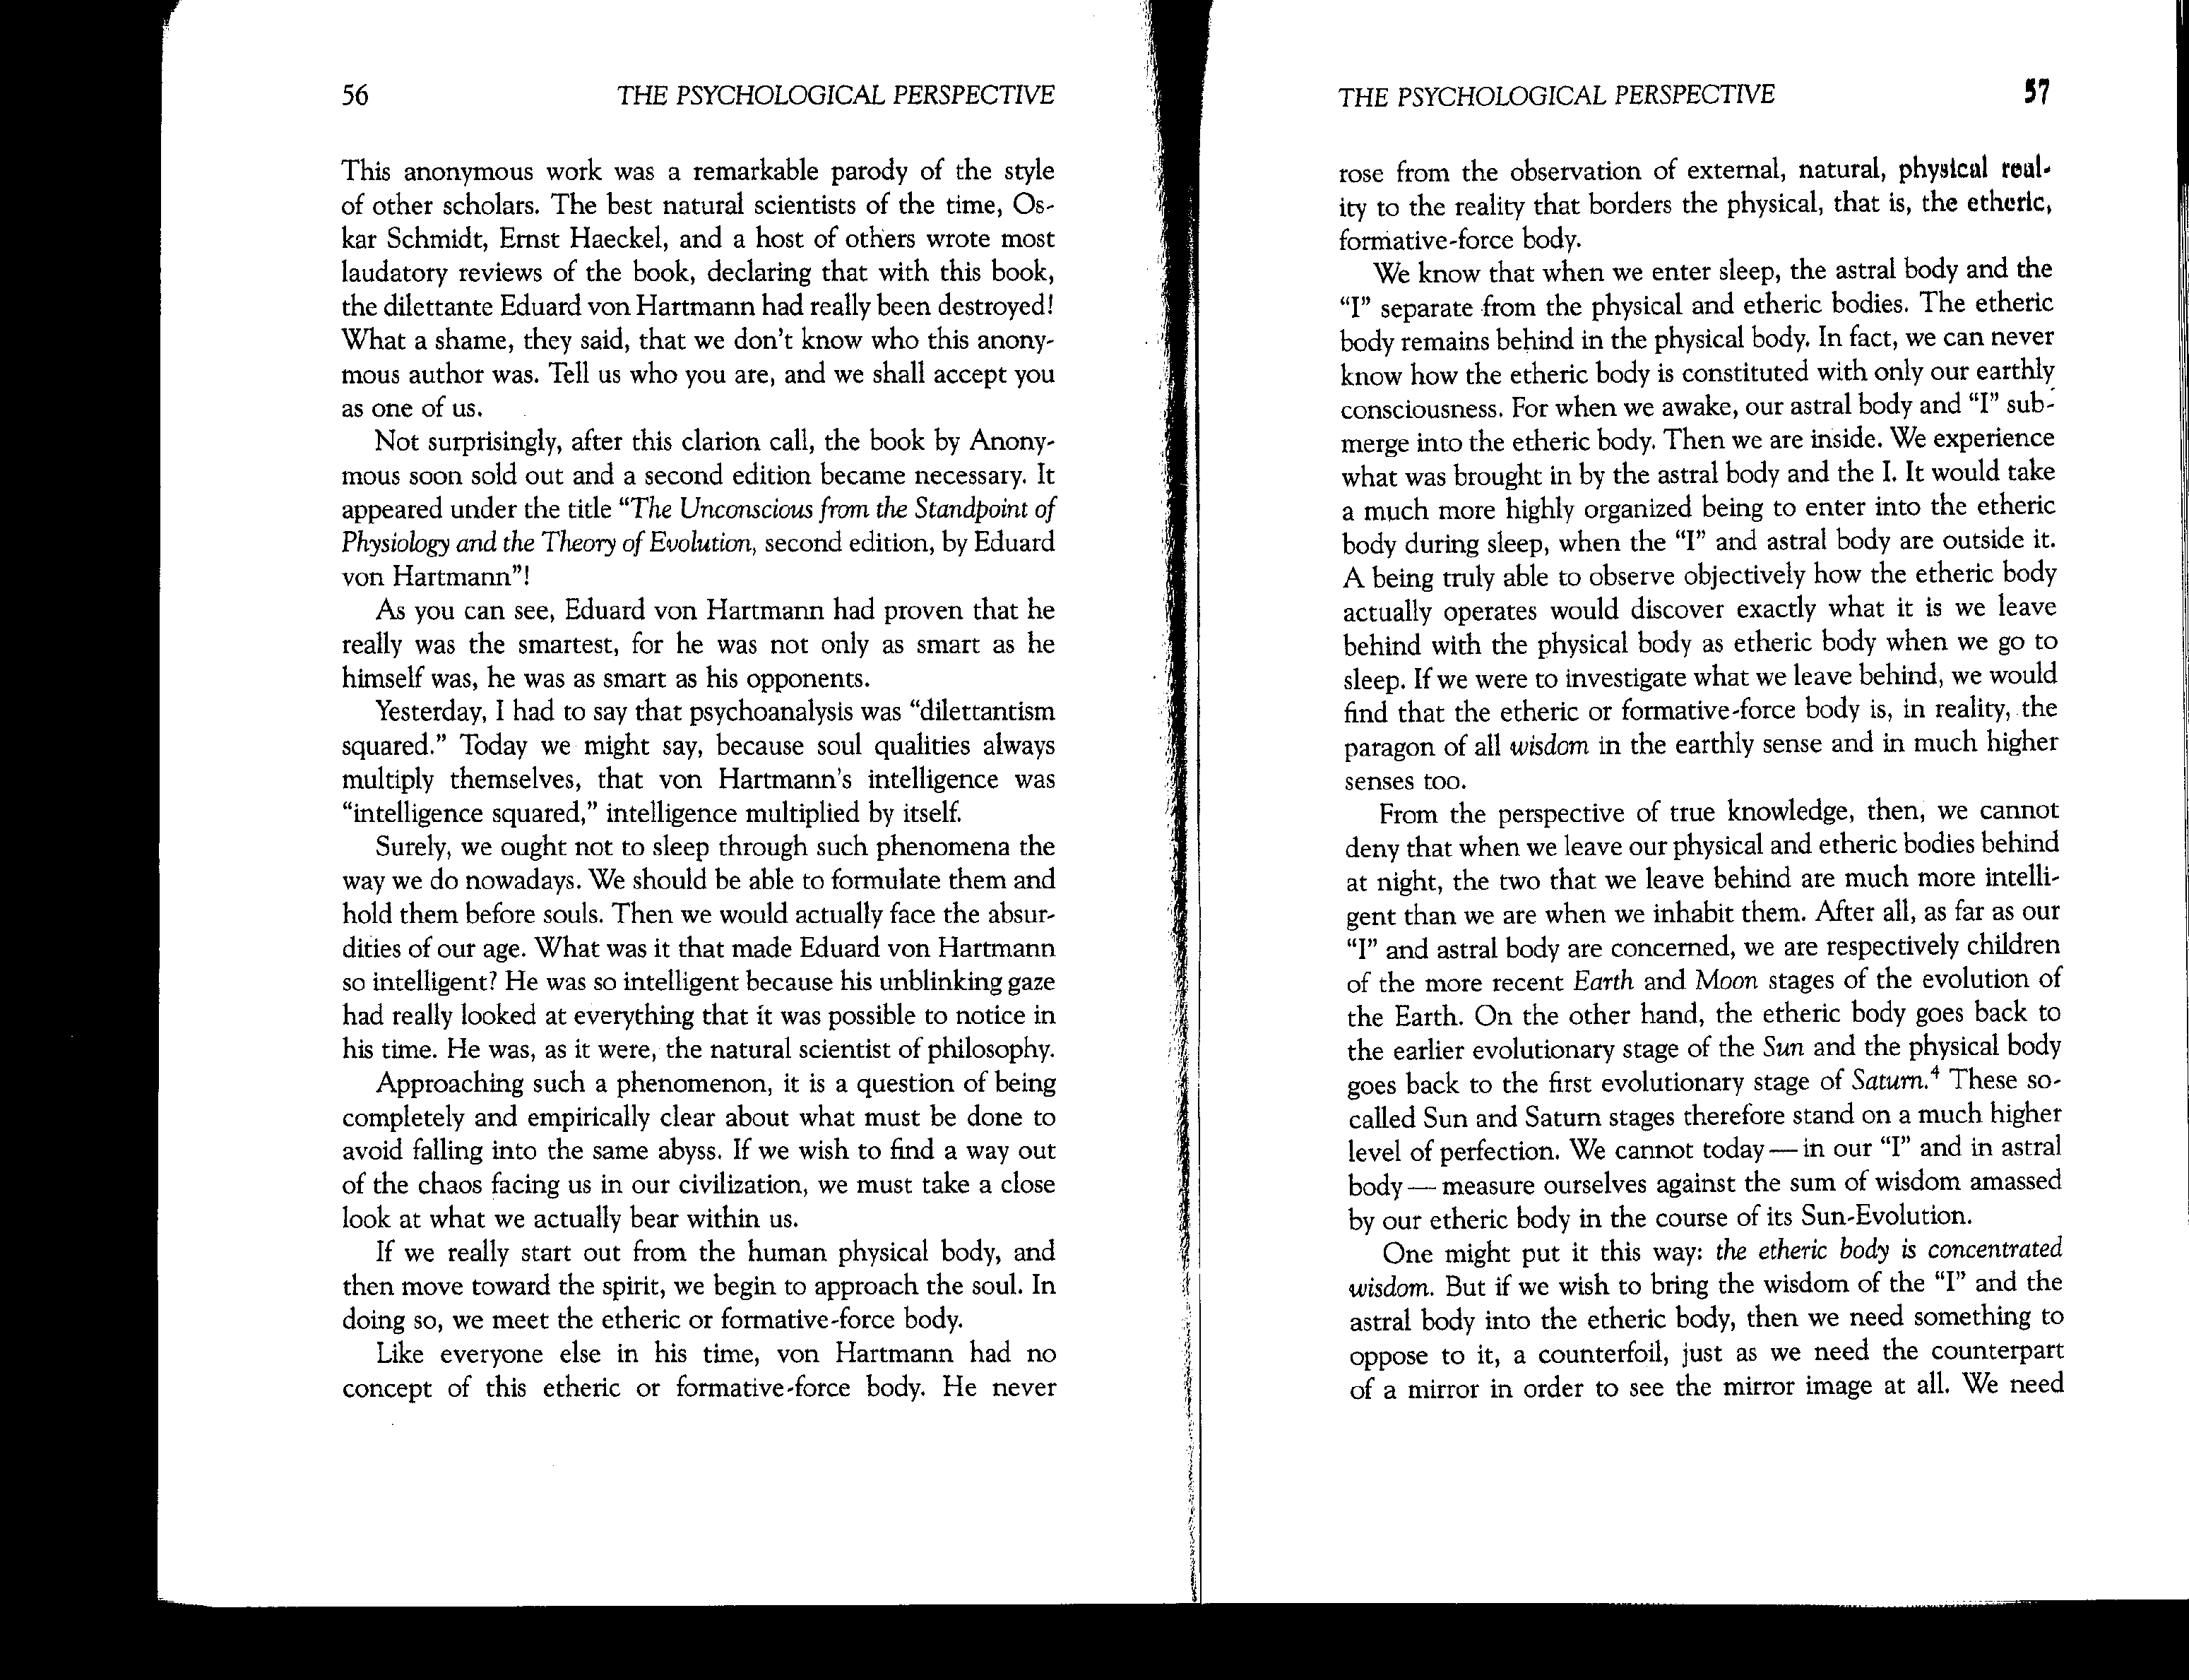 56 THE PSYCHOLOGICAL PERSPECTIVE
This anonymous work was a remarkable parody of the style
of other scholars. The best natural scientists of the time, Os-
kar Schmidt, Ernst Haeckel, and a host of others wrote most
laudatory reviews of the book, declaring that with this book,
the dilettante Eduard von Hartmann had really been destroyed!
What a shame, they said, that we don't know who this anony-
mous author was. Tell us who you are, and we shall accept you
as one of us.
Not surprisingly, after this clarion call, the book by Anony-
mous soon sold out and a second edition became necessary. It
appeared under the title “The Unconscious from the Standpoint of
Physiology and the Theory of Evolution, second edition, by Eduard
von Hartmann”!
As you can see, Eduard von Hartmann had proven that he
really was the smartest, for he was not only as smart as he
himself was, he was as smart as his opponents.
Yesterday, I had to say that psychoanalysis was “dilettantism
squared.” Today we might say, because soul qualities always
multiply themselves, that von Hartmann's intelligence was
“intelligence squared,” intelligence multiplied by itself.
Surely, we ought not to sleep through such phenomena the
way we do nowadays. We should be able to formulate them and
hold them before souls. Then we would actually face the absur-
dities of our age. What was it that made Eduard von Hartmann
so intelligent? He was so intelligent because his unblinking gaze
had really looked at everything that it was possible to notice in
his time. He was, as it were, the natural scientist of philosophy.
Approaching such a phenomenon, it is a question of being
completely and empirically clear about what must be done to
avoid falling into the same abyss. If we wish to find a way out
of the chaos facing us in our civilization, we must take a close
look at what we actually bear within us.
If we really start out from the human physical body, and
then move toward the spirit, we begin to approach the soul. In
doing so, we meet the etheric or formative-force body.
Like everyone else in his time, von Hartmann had no
concept of this etheric or formative-force body. He never
THE PSYCHOLOGICAL PERSPECTIVE 57
rose from the observation of external, natural, physical real-
ity to the reality that borders the physical, that is, the etheric,
formative-force body.
We know that when we enter sleep, the astral body and the
“I” separate from the physical and etheric bodies. The etheric
body remains behind in the physical body. In fact, we can never
know how the etheric body is constituted with only our earthly
consciousness. For when we awake, our astral body and “I” sub-
merge into the etheric body. Then we are inside. We experience
what was brought in by the astral body and the I. It would take
a much more highly organized being to enter into the etheric
body during sleep, when the “I” and astral body are outside it.
A being truly able to observe objectively how the etheric body
actually operates would discover exactly what it is we leave
behind with the physical body as etheric body when we go to
sleep. If we were to investigate what we leave behind, we would
find that the etheric or formative-force body is, in reality, the
paragon of all wisdom in the earthly sense and in much higher
senses too.
From the perspective of true knowledge, then, we cannot
deny that when we leave our physical and etheric bodies behind
at night, the two that we leave behind are much more intelli-
gent than we are when we inhabit them. After all, as far as our
“I” and astral body are concerned, we are respectively children
of the more recent Earth and Moon stages of the evolution of
the Earth. On the other hand, the etheric body goes back to
the earlier evolutionary stage of the Sun and the physical body
goes back to the first evolutionary stage of Saturn.4 These so-
called Sun and Saturn stages therefore stand on a much higher
level of perfection. We cannot today — in our “I” and in astral
body — measure ourselves against the sum of wisdom amassed
by our etheric body in the course of its Sun-Evolution.
One might put it this way: the etheric body is concentrated
wisdom. But if we wish to bring the wisdom of the “I” and the
astral body into the etheric body, then we need something to
oppose to it, a counterfoil, just as we need the counterpart
of a mirror in order to see the mirror image at all. We need